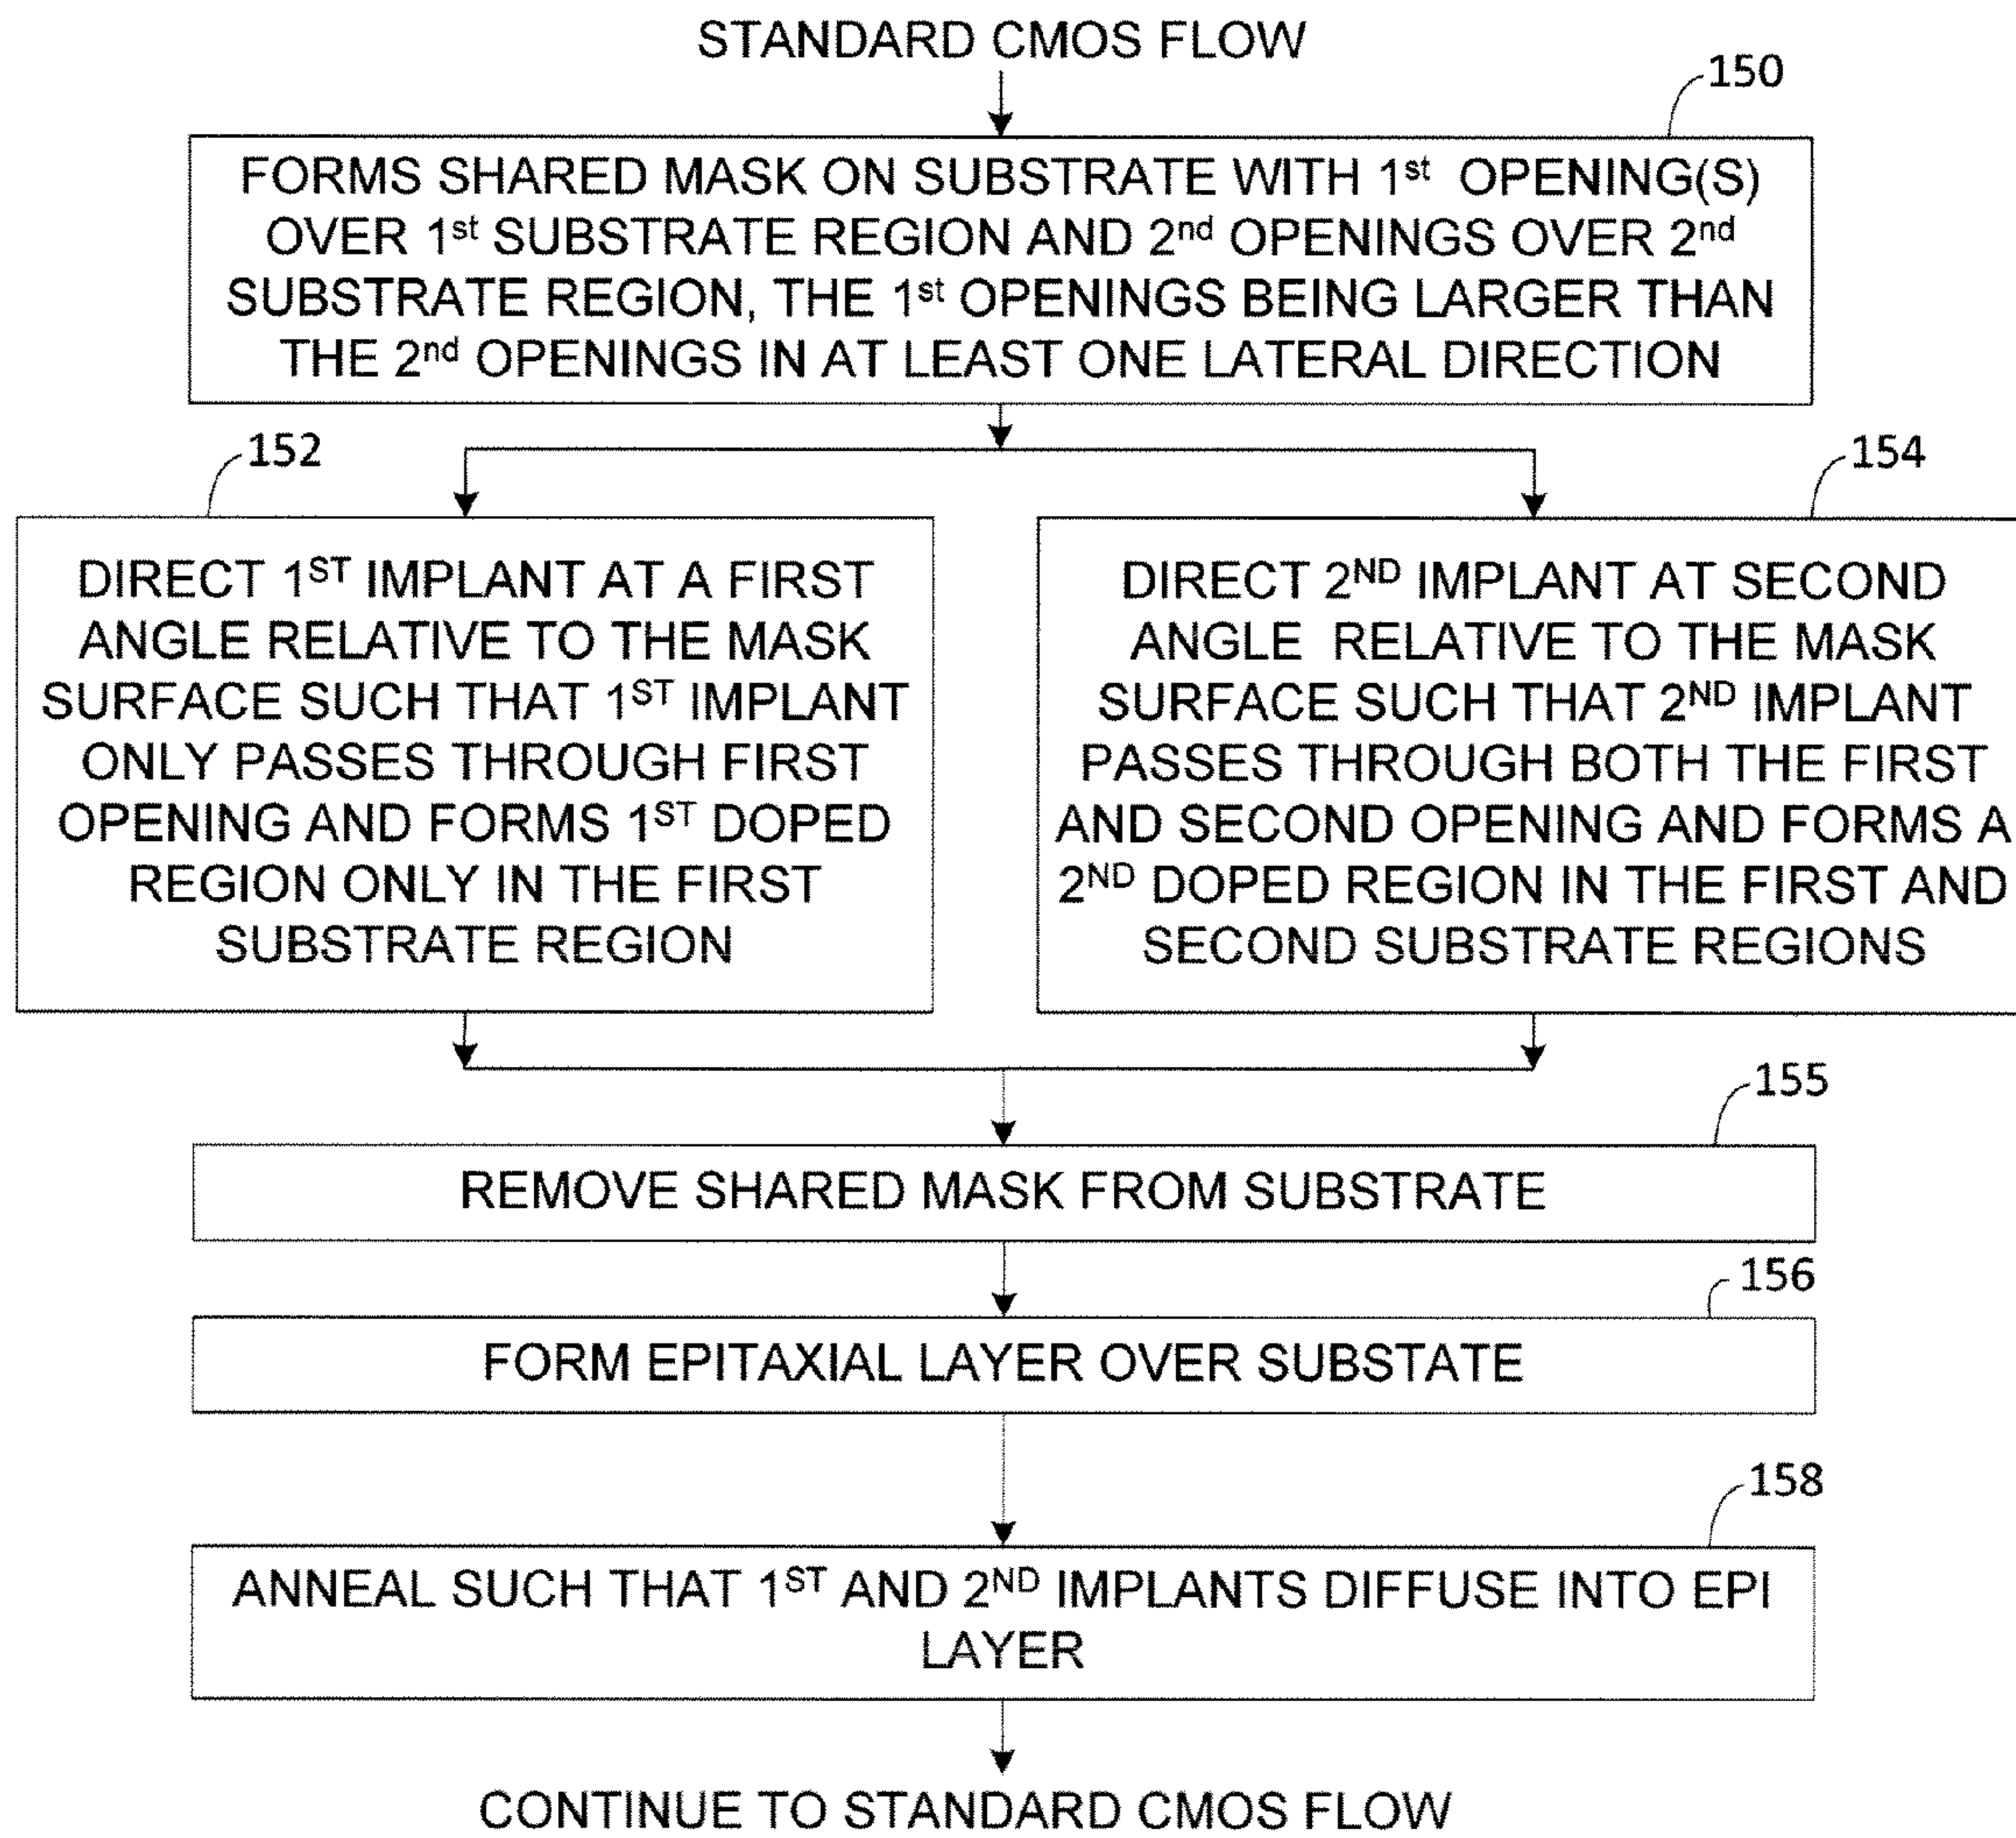 STANDARD CMOS FLOW
150
FORMS SHARED MASK ON SUBSTRATE WITH 1st OPENING(S)
OVER 1st SUBSTRATE REGION AND 2nd OPENINGS OVER 2nd
SUBSTRATE REGION, THE 1st OPENINGS BEING LARGER THAN
THE 2nd OPENINGS IN AT LEAST ONE LATERAL DIRECTION
152
DIRECT 1ST IMPLANT AT A FIRST
ANGLE RELATIVE TO THE MASK
SURFACE SUCH THAT 1ST IMPLANT
ONLY PASSES THROUGH FIRST
OPENING AND FORMS 1ST DOPED
REGION ONLY IN THE FIRST
SUBSTRATE REGION
154
DIRECT 2ND IMPLANT AT SECOND
ANGLE RELATIVE TO THE MASK
SURFACE SUCH THAT 2ND IMPLANT
PASSES THROUGH BOTH THE FIRST
AND SECOND OPENING AND FORMS A
2ND DOPED REGION IN THE FIRST AND
SECOND SUBSTRATE REGIONS
155
REMOVE SHARED MASK FROM SUBSTRATE
156
FORM EPITAXIAL LAYER OVER SUBSTATE
158
ANNEAL SUCH THAT 1ST AND 2ND IMPLANTS DIFFUSE INTO EPI
LAYER
CONTINUE TO STANDARD CMOS FLOW